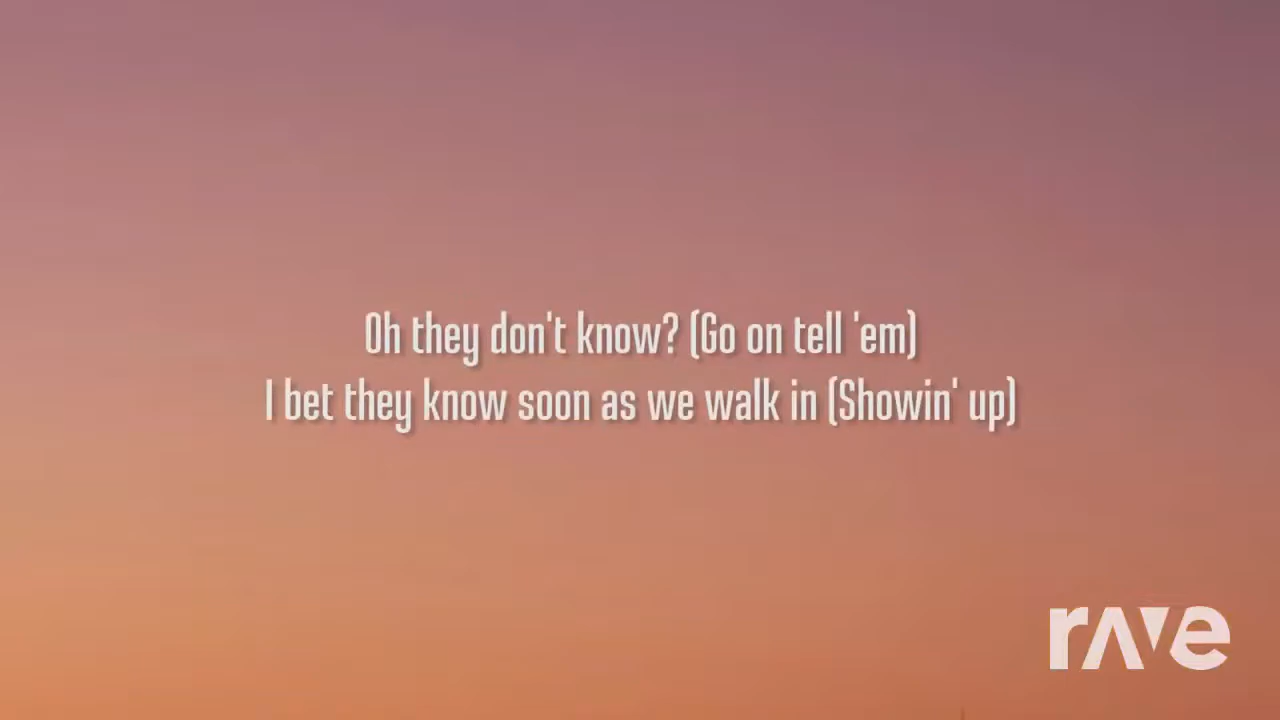 Oh they don't know? (Go on tell 'em)
I bet they know soon as we walk in (Showin' up)
rave